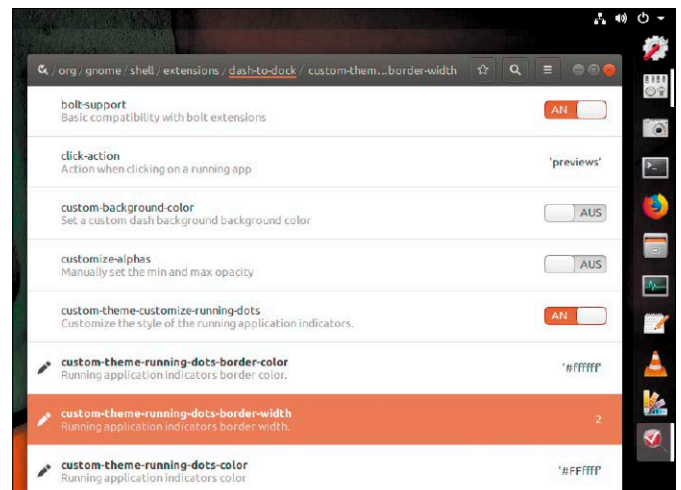 / org / gnome / shell / extensions / dash-to-dock / custom-them...border-width
bolt-support
Basic compatibility with bolt extensions
AN
click-action
Action when clicking on a running app
'previews'
custom-background-color
Set a custom dash background background color
AUS
customize-alphas
Manually set the min and max opacity
AUS
custom-theme-customize-running-dots
Customize the style of the running application indicators.
AN
custom-theme-running-dots-border-color
Running application indicators border color.
'#ffffff'
custom-theme-running-dots-border-width
Running application indicators border width.
2
custom-theme-running-dots-color
Running application indicators color
'#FFffff'